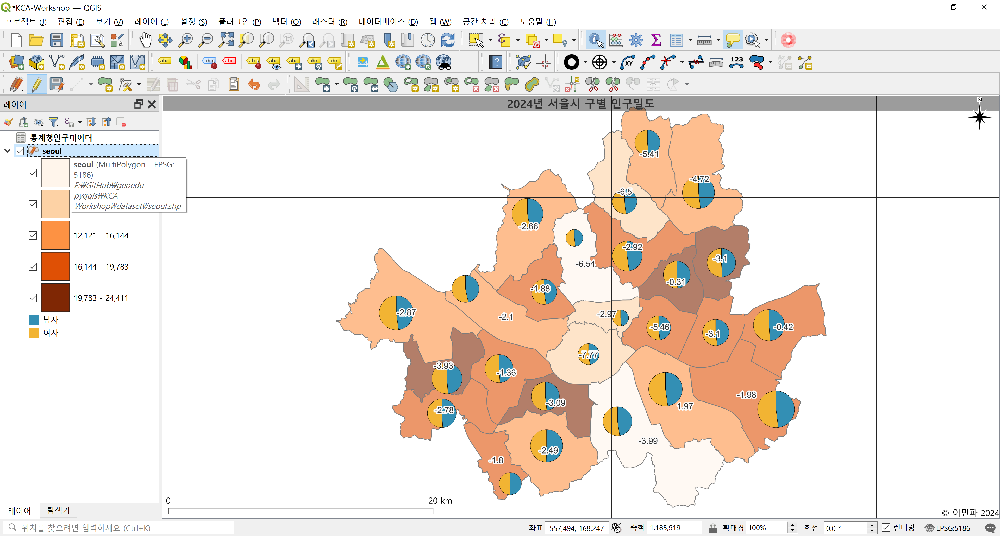 *KCA-Workshop — QGIS
프로젝트 (J) 편집 (E) 보기 (V) 레이어 (L) 설정 (S) 플러그인 (P) 벡터 (O) 래스터 (R) 데이터베이스 (D) 웹 (W) 공간 처리 (C) 도움말 (H)
a
1:1
abc ab abc ab abc abc abc abc
XY 123
레이어
통계청인구데이터
seoul
seoul (MultiPolygon - EPSG:
5186)
E:₩GitHub₩geoedu-
pyqgis₩KCA-
Workshop₩dataset₩seoul.shp
12,121 - 16,144
16,144 - 19,783
19,783 - 24,411
남자
여자
2024년 서울시 구별 인구밀도
N
-5.41
-4.72
-6.5
-2.66
-2.92
-3.1
-6.54
-0.31
-1.88
-2.87
-2.97
-2.1
-5.46
-0.42
-3.1
-7.77
-3.93
-1.36
-1.98
-3.09
1.97
-2.78
-3.99
-2.49
-1.8
0 20 km
© 이민파 2024
레이어 탐색기
위치를 찾으려면 입력하세요 (Ctrl+K)
좌표 557,494, 168,247 축척 1:185,919 확대경 100% 회전 0.0 ° 렌더링 EPSG:5186